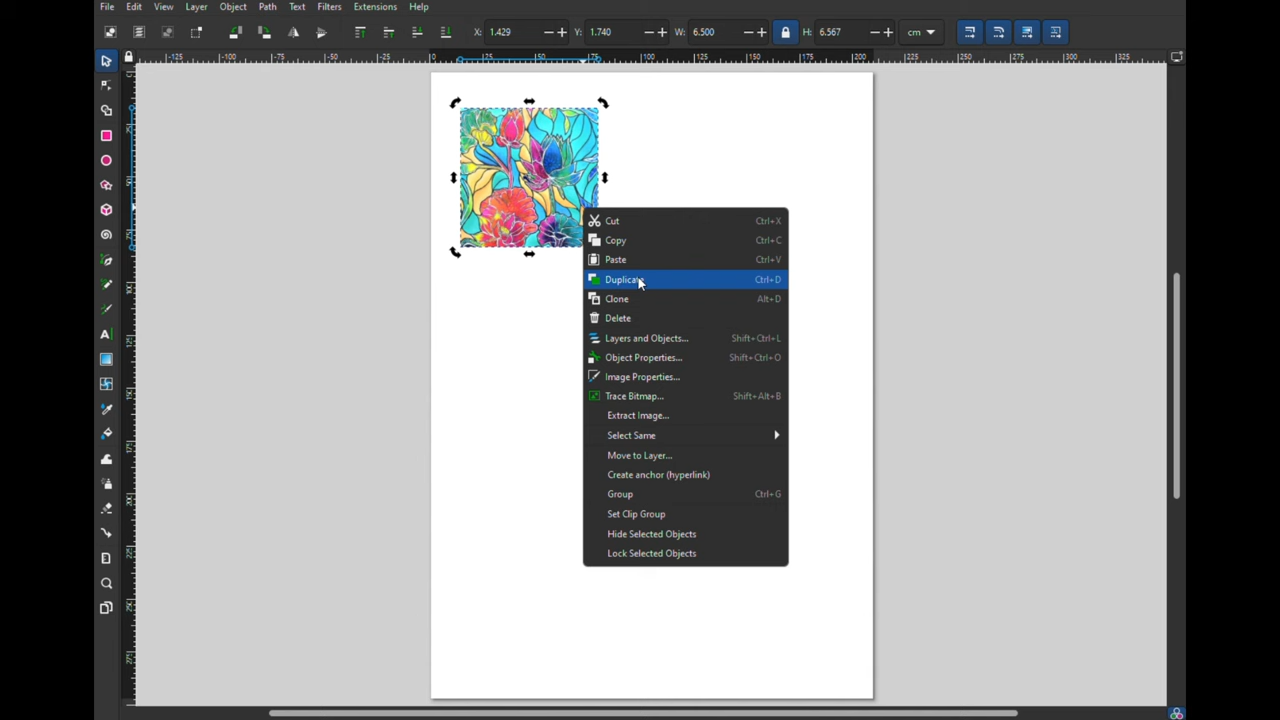 File Edit View Layer Object Path Text Filters Extensions Help
X: 1.429 Y: 1.740 W: 6.500 H: 6.567 cm
Cut Ctrl+X
Copy Ctrl+C
Paste Ctrl+V
Duplicate Ctrl+D
Clone Alt+D
Delete
Layers and Objects... Shift+Ctrl+L
Object Properties... Shift+Ctrl+O
Image Properties...
Trace Bitmap... Shift+Alt+B
Extract Image...
Select Same
Move to Layer...
Create anchor (hyperlink)
Group Ctrl+G
Set Clip Group
Hide Selected Objects
Lock Selected Objects